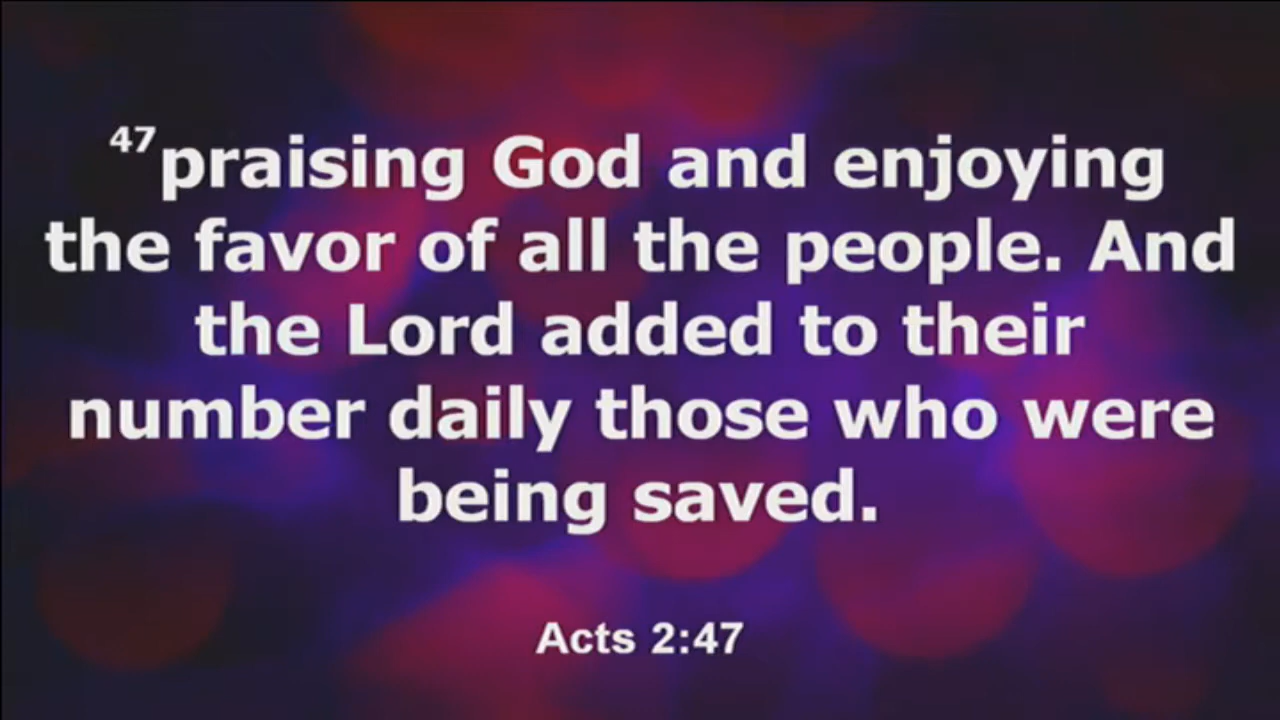 47praising God and enjoying
the favor of all the people. And
the Lord added to their
number daily those who were
being saved.
Acts 2:47